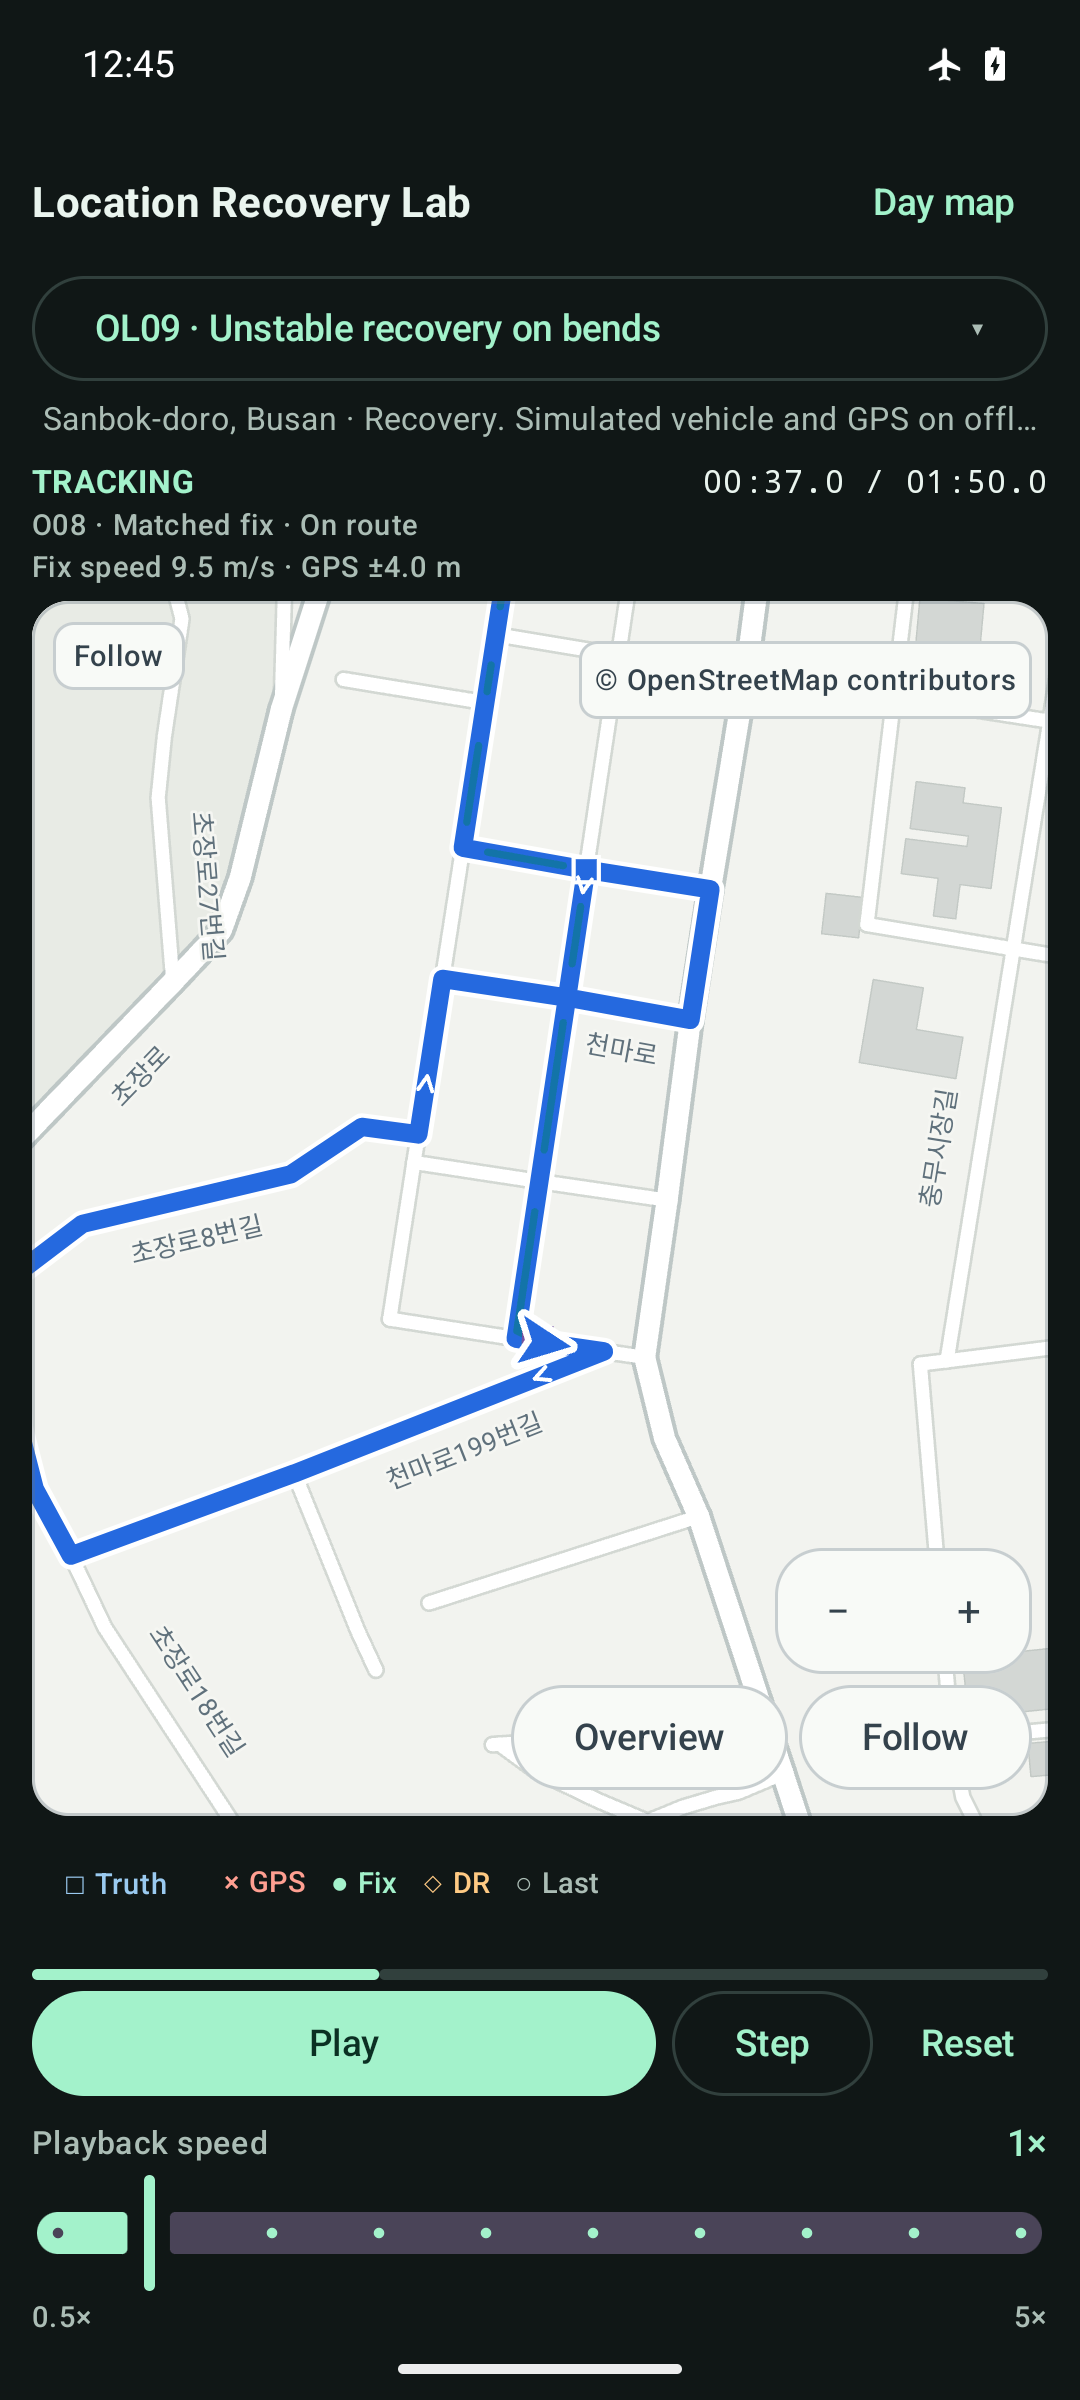 12:45
Location Recovery Lab
Day map
OL09 · Unstable recovery on bends
Sanbok-doro, Busan · Recovery. Simulated vehicle and GPS on offl…
TRACKING
00:37.0 / 01:50.0
O08 · Matched fix · On route
Fix speed 9.5 m/s · GPS ±4.0 m
Follow
© OpenStreetMap contributors
초장로27번길
초장로
천마로
충무시장길
초장로8번길
천마로199번길
초장로18번길
− +
Overview
Follow
□ Truth × GPS ● Fix ◇ DR ○ Last
Play
Step
Reset
Playback speed
1×
0.5×
5×